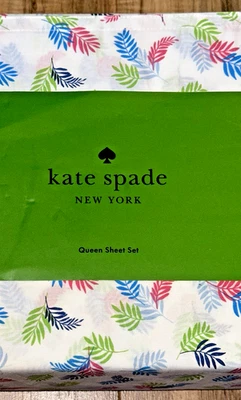 kate spade
NEW YORK
Queen Sheet Set